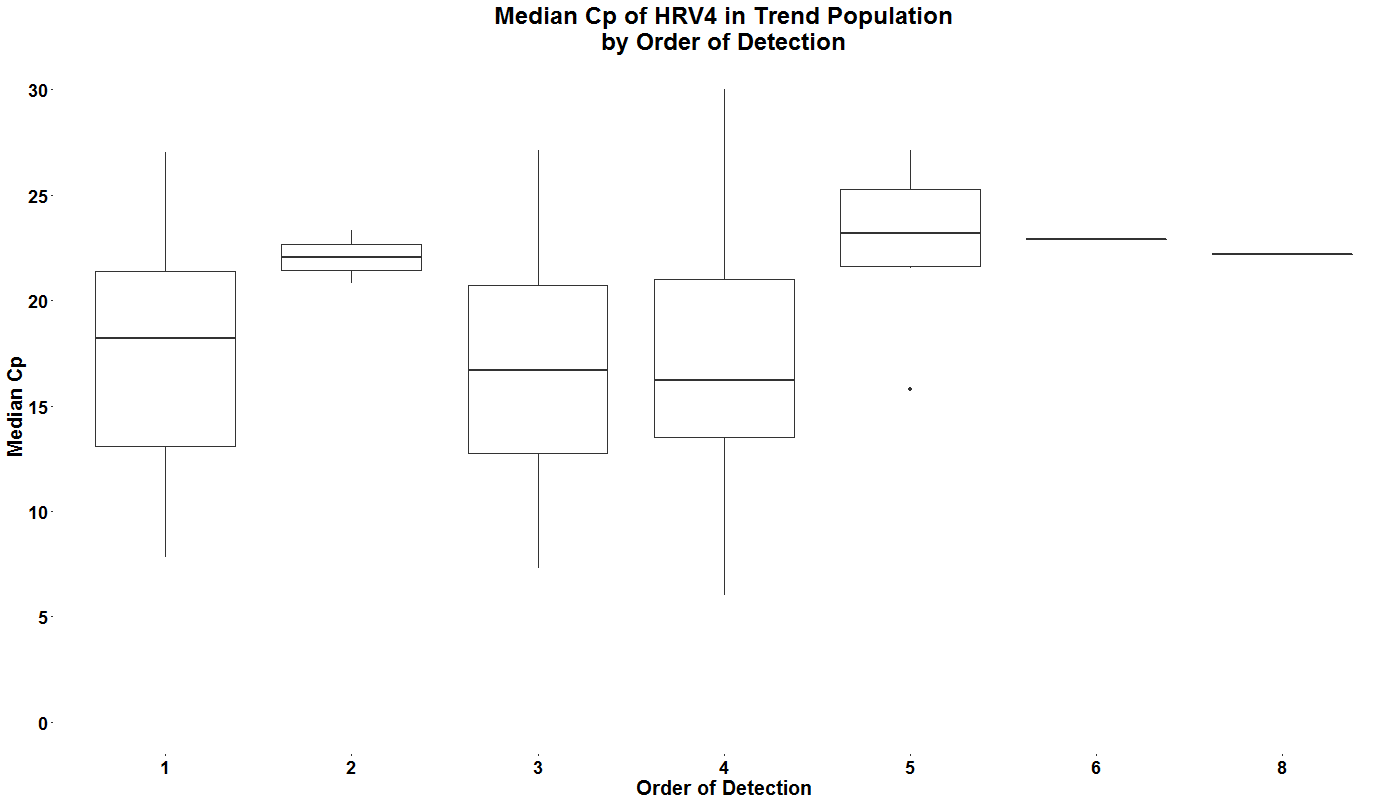 Median Cp of HRV4 in Trend Population
by Order of Detection
Median Cp
30
25
20
15
10
5
0
1 2 3 4 5 6 8
Order of Detection